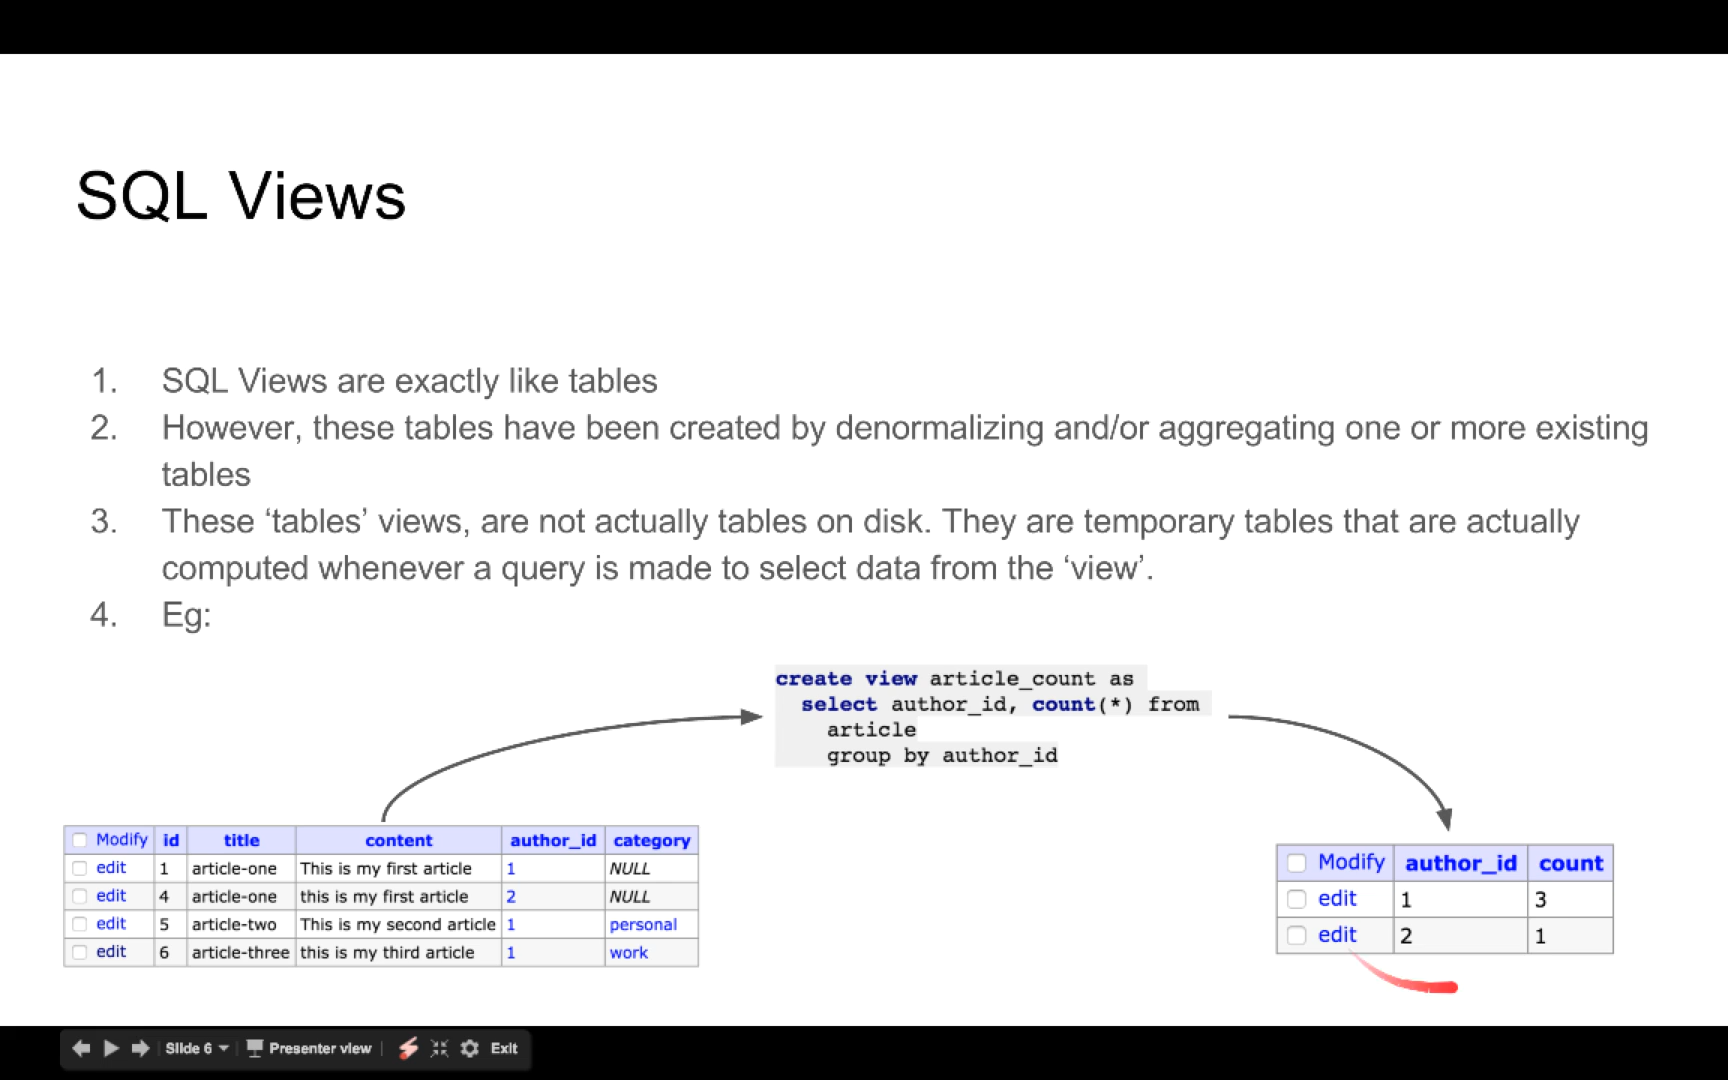 SQL Views
1. SQL Views are exactly like tables
2. However, these tables have been created by denormalizing and/or aggregating one or more existing
tables
3. These ‘tables’ views, are not actually tables on disk. They are temporary tables that are actually
computed whenever a query is made to select data from the ‘view’.
4. Eg:
create view article_count as
select author_id, count(*) from
article
group by author_id
Modify id title content author_id category
edit 1 article-one This is my first article 1 NULL
edit 4 article-one this is my first article 2 NULL
edit 5 article-two This is my second article 1 personal
edit 6 article-three this is my third article 1 work
Modify author_id count
edit 1 3
edit 2 1
Slide 6 Presenter view Exit